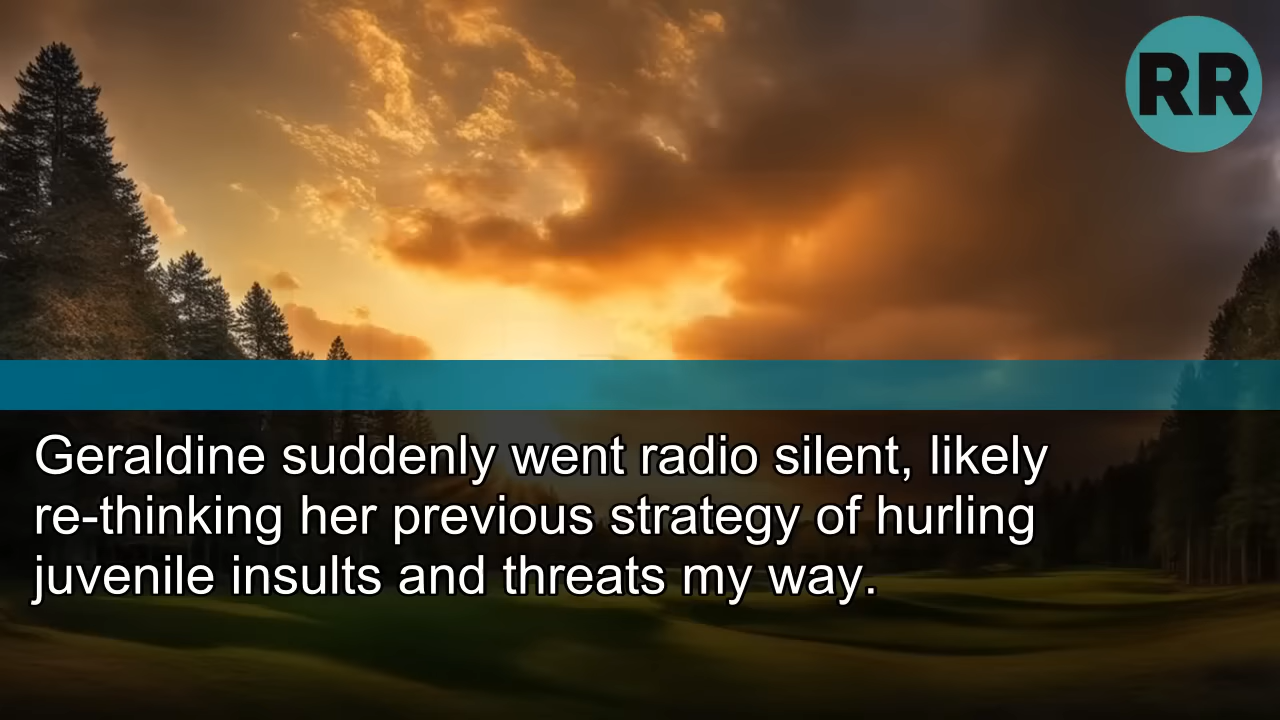 RR
Geraldine suddenly went radio silent, likely
re-thinking her previous strategy of hurling
juvenile insults and threats my way.